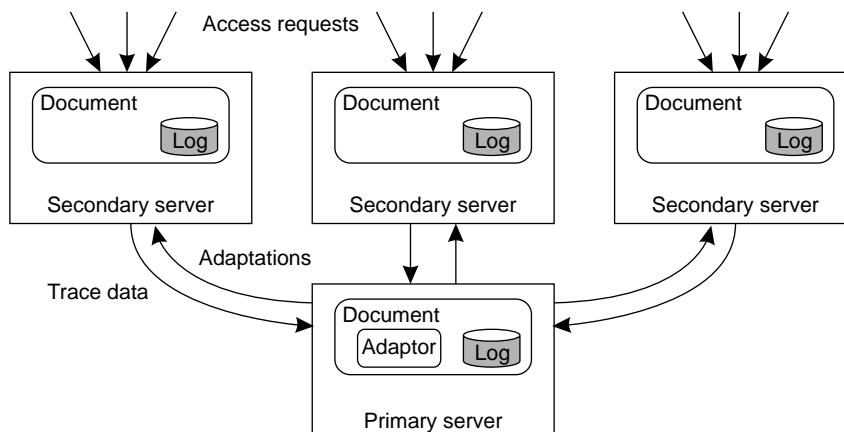 Access requests
Document
Log
Secondary server
Document
Log
Secondary server
Document
Log
Secondary server
Adaptations
Trace data
Document
Adaptor
Log
Primary server